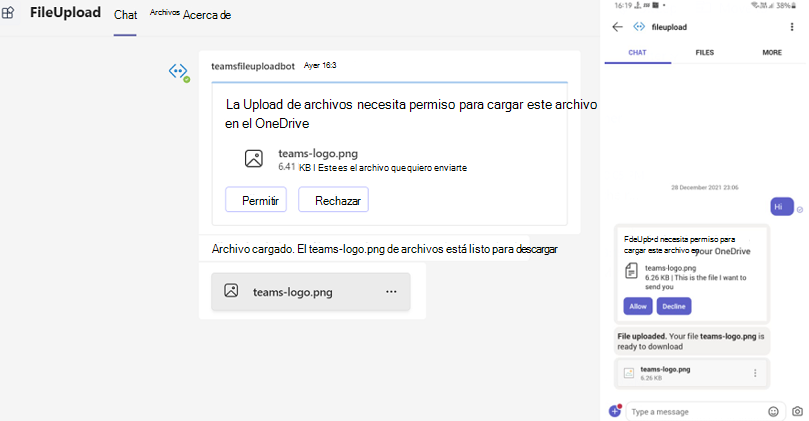 FileUpload Chat Archivos Acerca de
teamsfileuploadbot Ayer 16:3
La Upload de archivos necesita permiso para cargar este archivo
en el OneDrive
teams-logo.png
6.41 KB | Este es el archivo que quiero enviarte
Permitir Rechazar
Archivo cargado. El teams-logo.png de archivos está listo para descargar
teams-logo.png
16:19 38%
fileupload
CHAT FILES MORE
28 December 2021 23:06
Hi
necesita permiso para
cargar este archivo your OneDrive
teams-logo.png
6.26 KB | This is the file I want to
send you
Allow Decline
File uploaded. Your file teams-logo.png is
ready to download
teams-logo.png
6.26 KB
Type a message